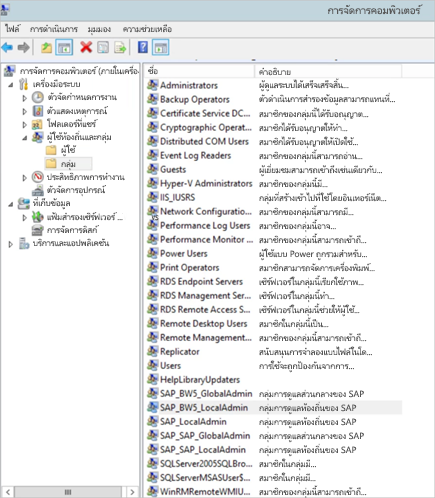 การจัดการคอมพิวเตอร์
ไฟล์ การดำเนินการ มุมมอง ความช่วยเหลือ
การจัดการคอมพิวเตอร์ (ภายในเครื่อง
เครื่องมือระบบ
ตัวจัดกำหนดการงาน
ตัวแสดงเหตุการณ์
โฟลเดอร์ที่แชร์
ผู้ใช้ท้องถิ่นและกลุ่ม
ผู้ใช้
กลุ่ม
ประสิทธิภาพการทำงาน
ตัวจัดการอุปกรณ์
ที่เก็บข้อมูล
แฟ้มสำรองเซิร์ฟเวอร์ ...
การจัดการดิสก์
บริการและแอปพลิเคชัน
ชื่อ คำอธิบาย
Administrators ผู้ดูแลระบบได้เสร็จเสร็จสิ้น...
Backup Operators ตัวดำเนินการสำรองข้อมูลสามารถแทนที่...
Certificate Service DC... สมาชิกของกลุ่มนี้ได้รับอนุญาต...
Cryptographic Operat... สมาชิกได้รับอนุญาตให้ทำ...
Distributed COM Users สมาชิกได้รับอนุญาตให้เปิดใช้...
Event Log Readers สมาชิกของกลุ่มนี้สามารถอ่าน...
Guests ผู้เยี่ยมชมสามารถเข้าถึงเช่นเดียวกับ...
Hyper-V Administrators สมาชิกของกลุ่มนี้มี...
IIS_IUSRS กลุ่มที่สร้างเข้าไปที่ใช้โดยอินเทอร์เน็ต...
Network Configuratio... สมาชิกของกลุ่มนี้สามารถมี...
Performance Log Users สมาชิกของกลุ่มนี้อาจ...
Performance Monitor ... สมาชิกของกลุ่มนี้สามารถเข้าถึ...
Power Users ผู้ใช้แบบ Power ถูกรวมสำหรับ...
Print Operators สมาชิกสามารถจัดการเครื่องพิมพ์...
RDS Endpoint Servers เซิร์ฟเวอร์ในกลุ่มนี้เรียกใช้ภาพ...
RDS Management Ser... เซิร์ฟเวอร์ในกลุ่มนี้ทำ...
RDS Remote Access S... เซิร์ฟเวอร์ในกลุ่มนี้ช่วยให้ผู้ใช้...
Remote Desktop Users สมาชิกในกลุ่มนี้เป็น...
Remote Management... สมาชิกของกลุ่มนี้สามารถเข้าถึ...
Replicator สนับสนุนการจำลองแบบไฟล์ในโด...
Users การใช้จะถูกป้องกันจากการ...
HelpLibraryUpdaters
SAP_BW5_GlobalAdmin กลุ่มการดูแลส่วนกลางของ SAP
SAP_BW5_LocalAdmin กลุ่มการดูแลท้องถิ่นของ SAP
SAP_LocalAdmin กลุ่มการดูแลท้องถิ่นของ SAP
SAP_SAP_GlobalAdmin กลุ่มการดูแลส่วนกลางของ SAP
SAP_SAP_LocalAdmin กลุ่มการดูแลท้องถิ่นของ SAP
SQLServer2005SQLBro... สมาชิกในกลุ่มมี...
SQLServerMSASUser$... สมาชิกในกลุ่มมี...
WinRMRemoteWMIU... สมาชิกของกลุ่มนี้สามารถเข้าถึ...